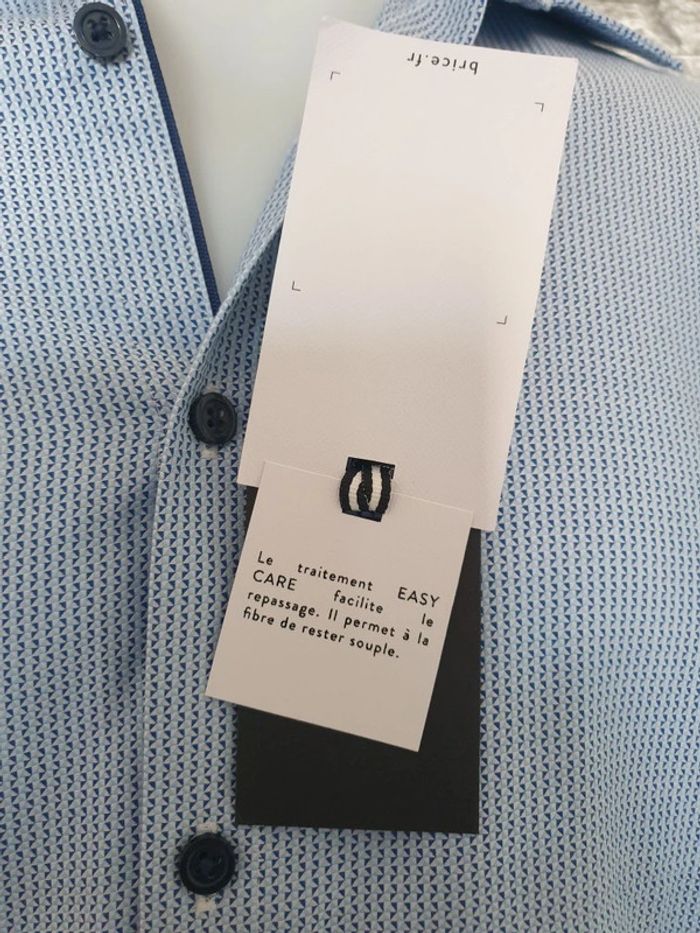 brice.fr
Le traitement EASY
CARE facilite le
repassage. Il permet à la
fibre de rester souple.